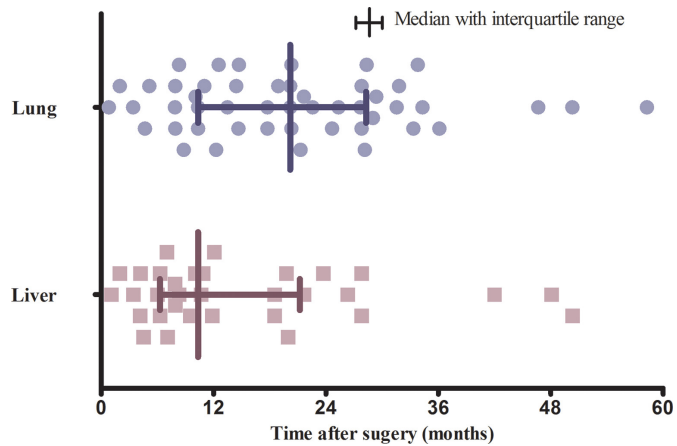 Median with interquartile range
Lung
Liver
0 12 24 36 48 60
Time after sugery (months)